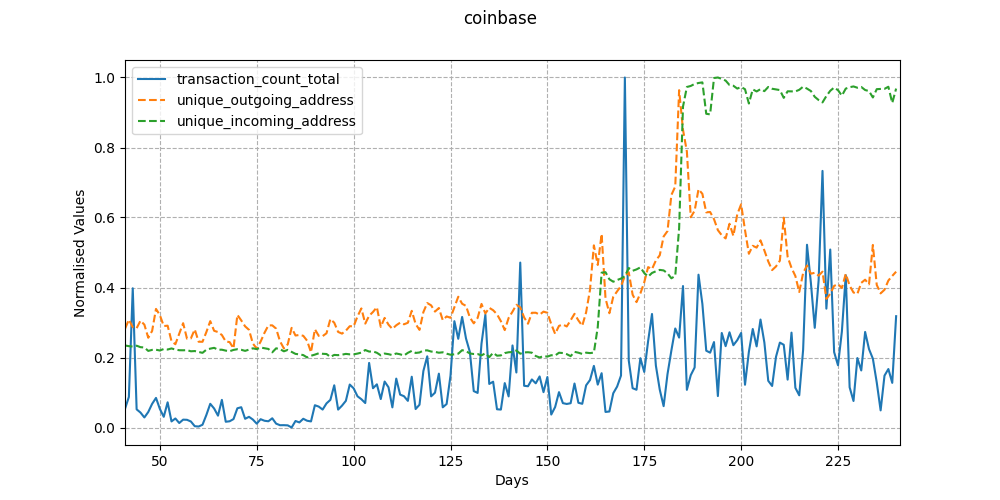 coinbase
transaction_count_total
unique_outgoing_address
unique_incoming_address
1.0
0.8
0.6
0.4
0.2
0.0
Normalised Values
50 75 100 125 150 175 200 225
Days